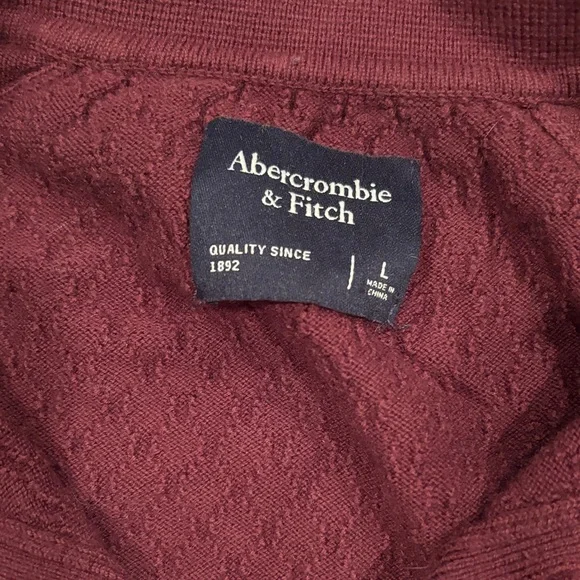 Abercrombie
& Fitch
QUALITY SINCE
1892
L
MADE IN
CHINA